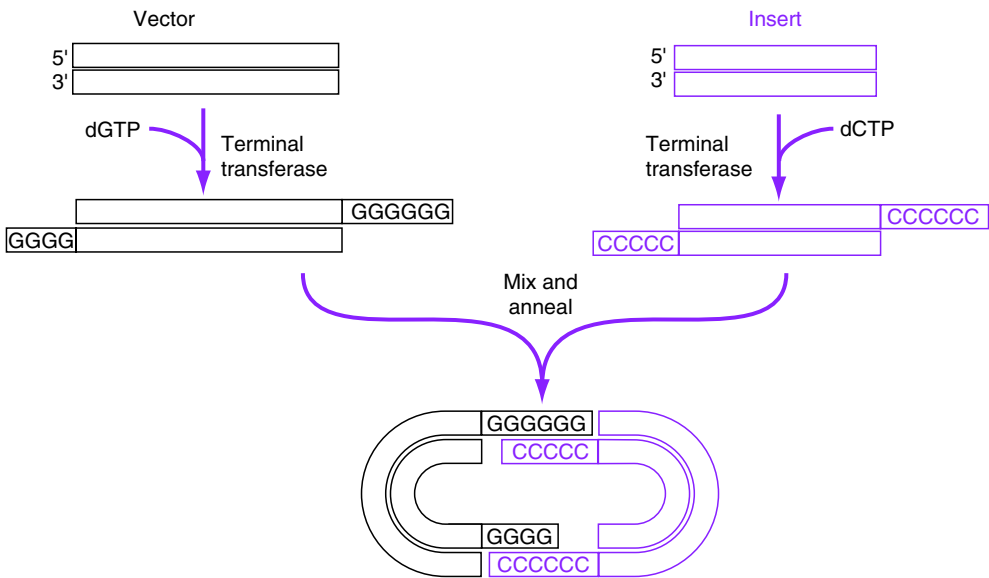 Vector
Insert
5'
3'
5'
3'
dGTP
Terminal
transferase
Terminal
transferase
dCTP
GGGGGG
GGGG
CCCCCC
CCCCC
Mix and
anneal
GGGGGG
CCCCC
GGGG
CCCCCC